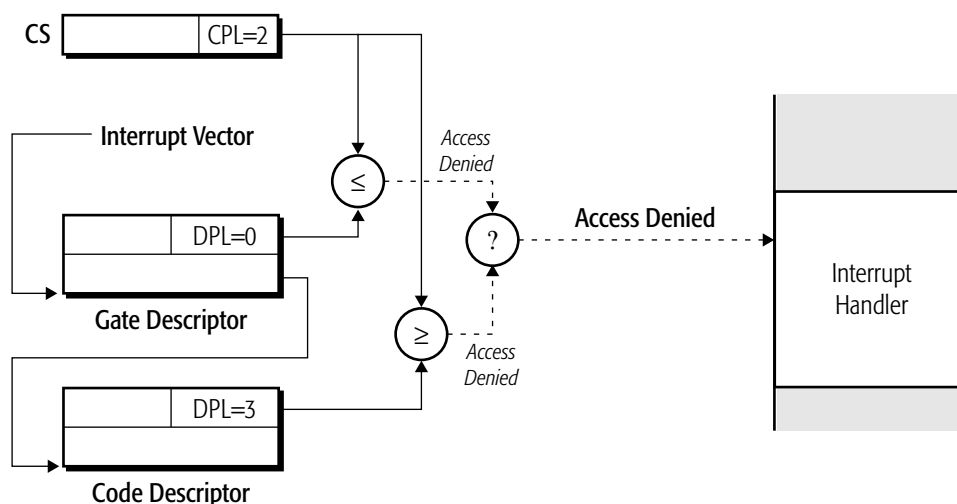 CS
CPL=2
Interrupt Vector
Access
Denied
≤
DPL=0
?
Access Denied
Interrupt
Handler
Gate Descriptor
≥
Access
Denied
DPL=3
Code Descriptor